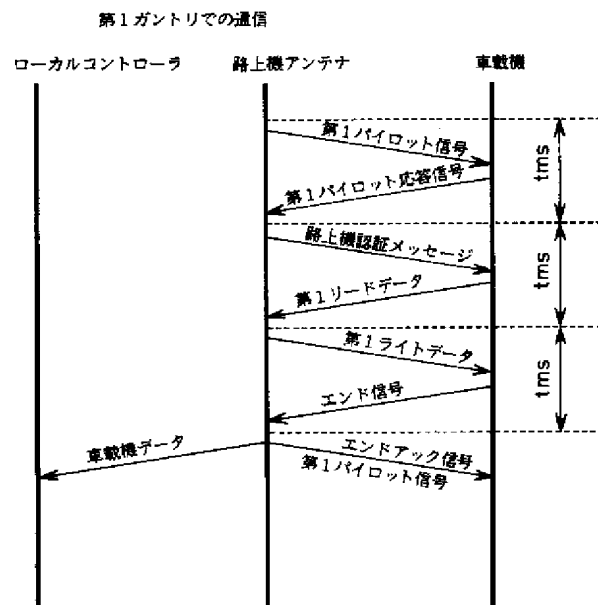 第1ガントリでの通信
ローカルコントローラ 路上機アンテナ 車載機
第1パイロット信号
第1パイロット応答信号
tms
路上機認証メッセージ
第1リードデータ
tms
第1ライトデータ
エンド信号
tms
車載機データ
エンドアック信号
第1パイロット信号